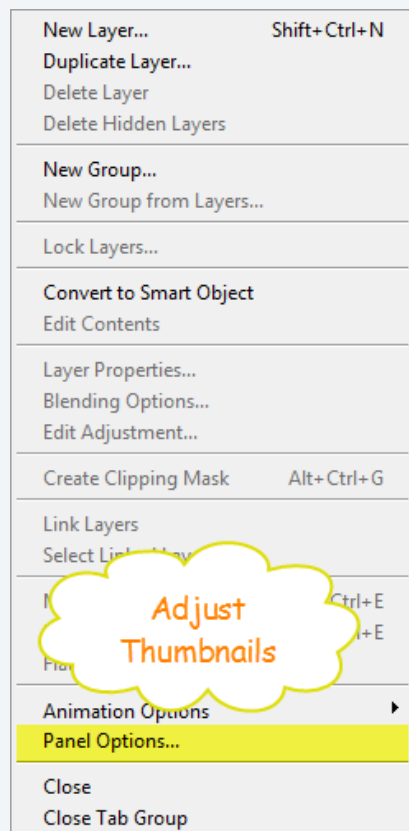 New Layer... Shift+Ctrl+N
Duplicate Layer...
Delete Layer
Delete Hidden Layers
New Group...
New Group from Layers...
Lock Layers...
Convert to Smart Object
Edit Contents
Layer Properties...
Blending Options...
Edit Adjustment...
Create Clipping Mask Alt+Ctrl+G
Link Layers
Select
Adjust
Thumbnails
Animation Options
Panel Options...
Close
Close Tab Group